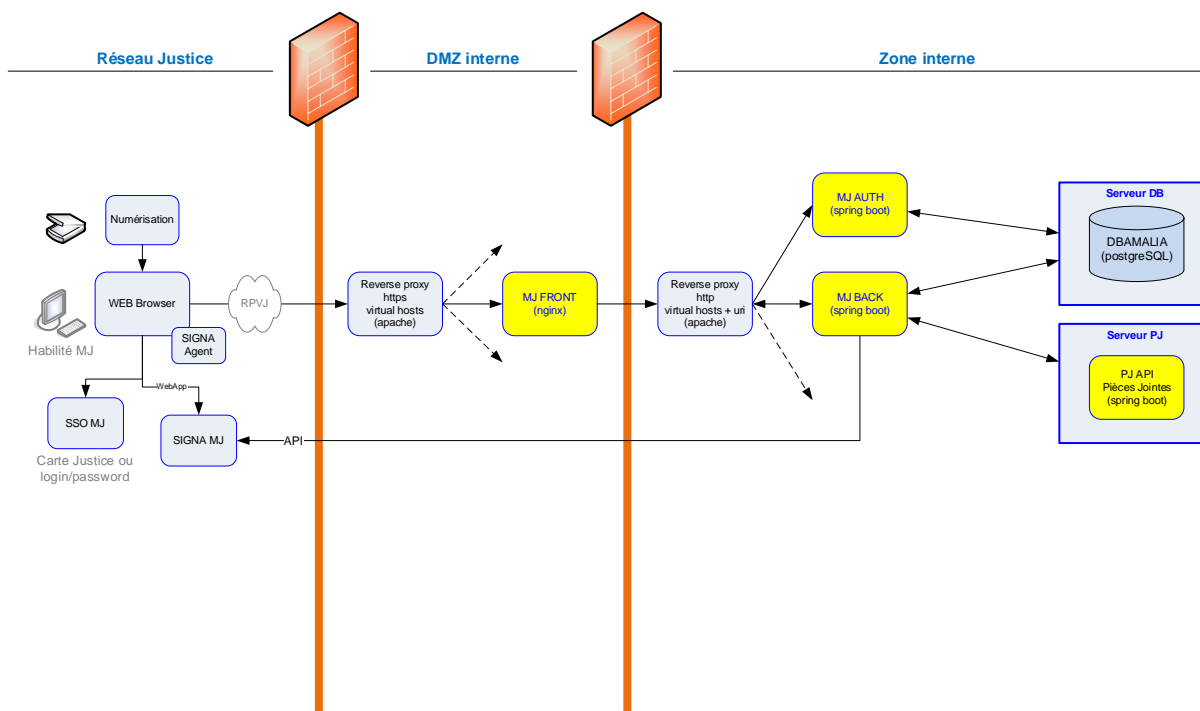 Réseau Justice
DMZ interne
Zone interne
Numérisation
WEB Browser
SIGNA
Agent
Habilité MJ
RPVJ
SSO MJ
Carte Justice ou
login/password
WebApp
SIGNA MJ
API
Reverse proxy
https
virtual hosts
(apache)
MJ FRONT
(nginx)
Reverse proxy
http
virtual hosts + uri
(apache)
MJ AUTH
(spring boot)
MJ BACK
(spring boot)
Serveur DB
DBAMALIA
(postgreSQL)
Serveur PJ
PJ API
Pièces Jointes
(spring boot)